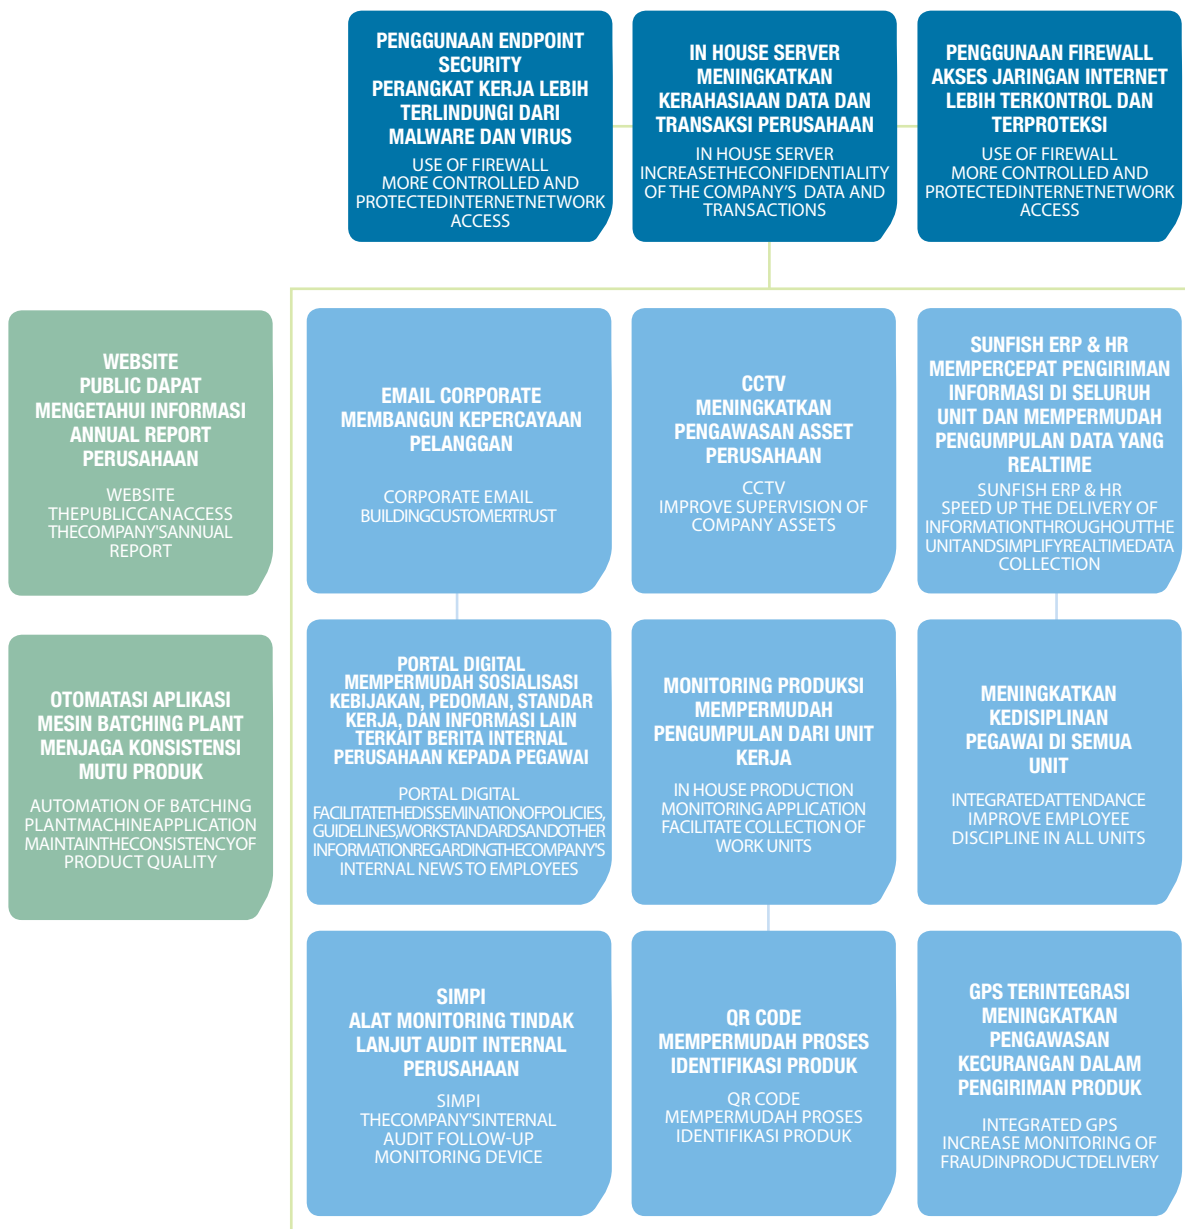 PENGGUNAAN ENDPOINT
SECURITY
PERANGKAT KERJA LEBIH
TERLINDUNGI DARI
MALWARE DAN VIRUS
USE OF FIREWALL
MORE CONTROLLED AND
PROTECTEDINTERNETNETWORK
ACCESS
IN HOUSE SERVER
MENINGKATKAN
KERAHASIAAN DATA DAN
TRANSAKSI PERUSAHAAN
IN HOUSE SERVER
INCREASETHECONFIDENTIALITY
OF THE COMPANY'S DATA AND
TRANSACTIONS
PENGGUNAAN FIREWALL
AKSES JARINGAN INTERNET
LEBIH TERKONTROL DAN
TERPROTEKSI
USE OF FIREWALL
MORE CONTROLLED AND
PROTECTEDINTERNETNETWORK
ACCESS
WEBSITE
PUBLIC DAPAT
MENGETAHUI INFORMASI
ANNUAL REPORT
PERUSAHAAN
WEBSITE
THEPUBLICCANACCESS
THECOMPANY'SANNUAL
REPORT
EMAIL CORPORATE
MEMBANGUN KEPERCAYAAN
PELANGGAN
CORPORATE EMAIL
BUILDINGCUSTOMERTRUST
CCTV
MENINGKATKAN
PENGAWASAN ASSET
PERUSAHAAN
CCTV
IMPROVE SUPERVISION OF
COMPANY ASSETS
SUNFISH ERP & HR
MEMPERCEPAT PENGIRIMAN
INFORMASI DI SELURUH
UNIT DAN MEMPERMUDAH
PENGUMPULAN DATA YANG
REALTIME
SUNFISH ERP & HR
SPEED UP THE DELIVERY OF
INFORMATIONTHROUGHOUTTHE
UNITANDSIMPLIFYREALTIMEDATA
COLLECTION
OTOMATASI APLIKASI
MESIN BATCHING PLANT
MENJAGA KONSISTENSI
MUTU PRODUK
AUTOMATION OF BATCHING
PLANTMACHINEAPPLICATION
MAINTAINTHECONSISTENCYOF
PRODUCT QUALITY
PORTAL DIGITAL
MEMPERMUDAH SOSIALISASI
KEBIJAKAN, PEDOMAN, STANDAR
KERJA, DAN INFORMASI LAIN
TERKAIT BERITA INTERNAL
PERUSAHAAN KEPADA PEGAWAI
PORTAL DIGITAL
FACILITATETHEDISSEMINATIONOFPOLICIES,
GUIDELINES,WORKSTANDARDSANDOTHER
INFORMATIONREGARDINGTHECOMPANY'S
INTERNAL NEWS TO EMPLOYEES
MONITORING PRODUKSI
MEMPERMUDAH
PENGUMPULAN DARI UNIT
KERJA
IN HOUSE PRODUCTION
MONITORING APPLICATION
FACILITATE COLLECTION OF
WORK UNITS
MENINGKATKAN
KEDISIPLINAN
PEGAWAI DI SEMUA
UNIT
INTEGRATEDATTENDANCE
IMPROVE EMPLOYEE
DISCIPLINE IN ALL UNITS
SIMPI
ALAT MONITORING TINDAK
LANJUT AUDIT INTERNAL
PERUSAHAAN
SIMPI
THECOMPANY'SINTERNAL
AUDIT FOLLOW-UP
MONITORING DEVICE
QR CODE
MEMPERMUDAH PROSES
IDENTIFIKASI PRODUK
QR CODE
MEMPERMUDAH PROSES
IDENTIFIKASI PRODUK
GPS TERINTEGRASI
MENINGKATKAN
PENGAWASAN
KECURANGAN DALAM
PENGIRIMAN PRODUK
INTEGRATED GPS
INCREASE MONITORING OF
FRAUDINPRODUCTDELIVERY